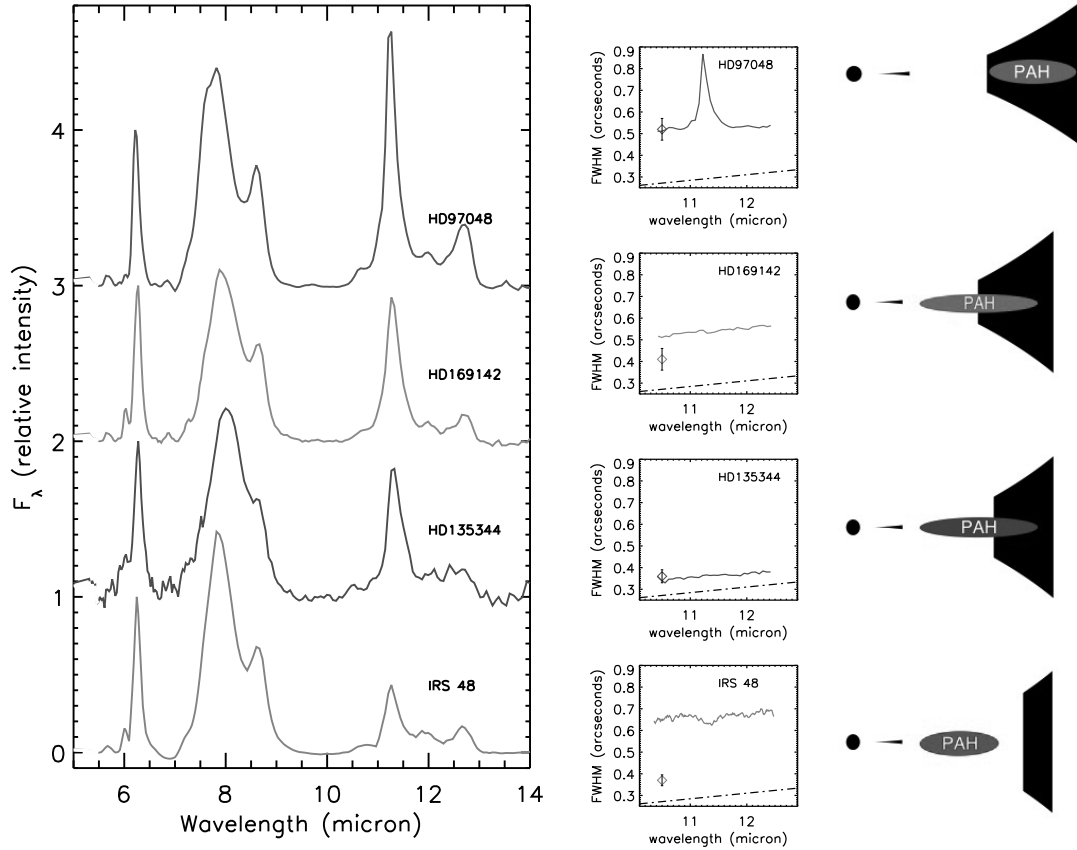 4
3
2
1
0
F_λ (relative intensity)
HD97048
HD169142
HD135344
IRS 48
6 8 10 12 14
Wavelength (micron)
0.9
0.8
0.7
0.6
0.5
0.4
0.3
FWHM (arcseconds)
HD97048
11 12
wavelength (micron)
PAH
0.9
0.8
0.7
0.6
0.5
0.4
0.3
FWHM (arcseconds)
HD169142
11 12
wavelength (micron)
PAH
0.9
0.8
0.7
0.6
0.5
0.4
0.3
FWHM (arcseconds)
HD135344
11 12
wavelength (micron)
PAH
0.9
0.8
0.7
0.6
0.5
0.4
0.3
FWHM (arcseconds)
IRS 48
11 12
wavelength (micron)
PAH